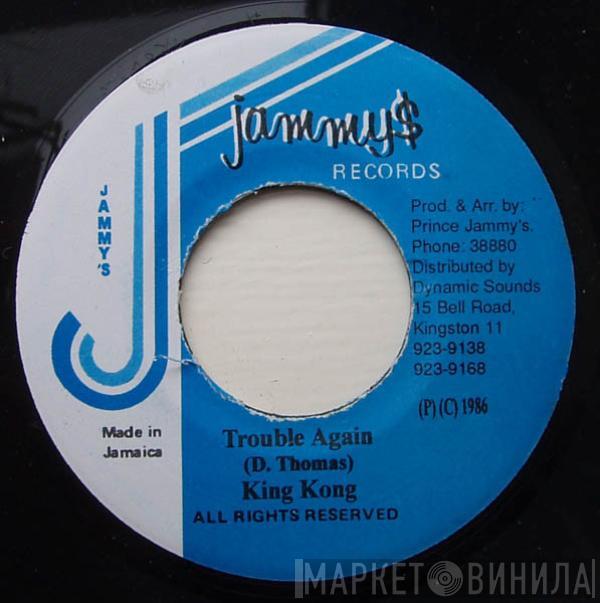 jammy$
RECORDS
JAMMY'S
Prod. & Arr. by:
Prince Jammy's.
Phone: 38880
Distributed by
Dynamic Sounds
15 Bell Road,
Kingston 11
923-9138
923-9168
(P)(C) 1986
Made in
Jamaica
Trouble Again
(D. Thomas)
King Kong
ALL RIGHTS RESERVED
МАРКЕТ ВИНИЛА